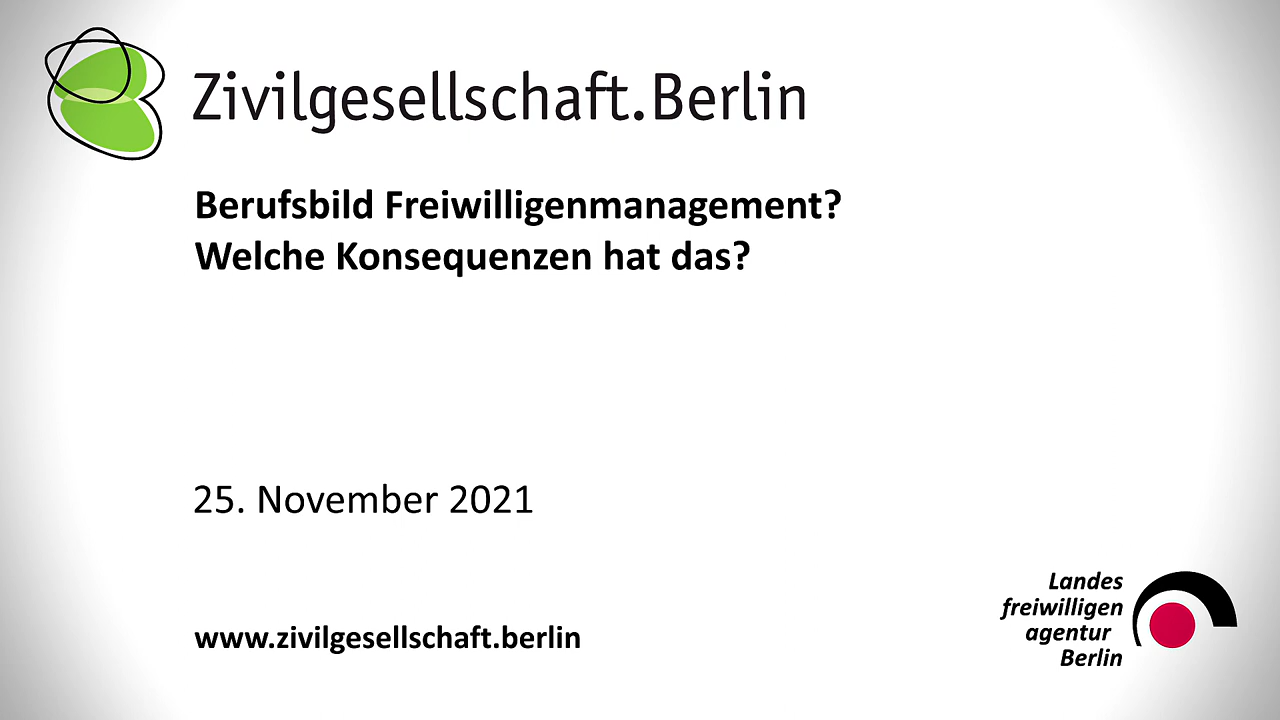 Zivilgesellschaft.Berlin
Berufsbild Freiwilligenmanagement?
Welche Konsequenzen hat das?
25. November 2021
www.zivilgesellschaft.berlin
Landes
freiwilligen
agentur
Berlin